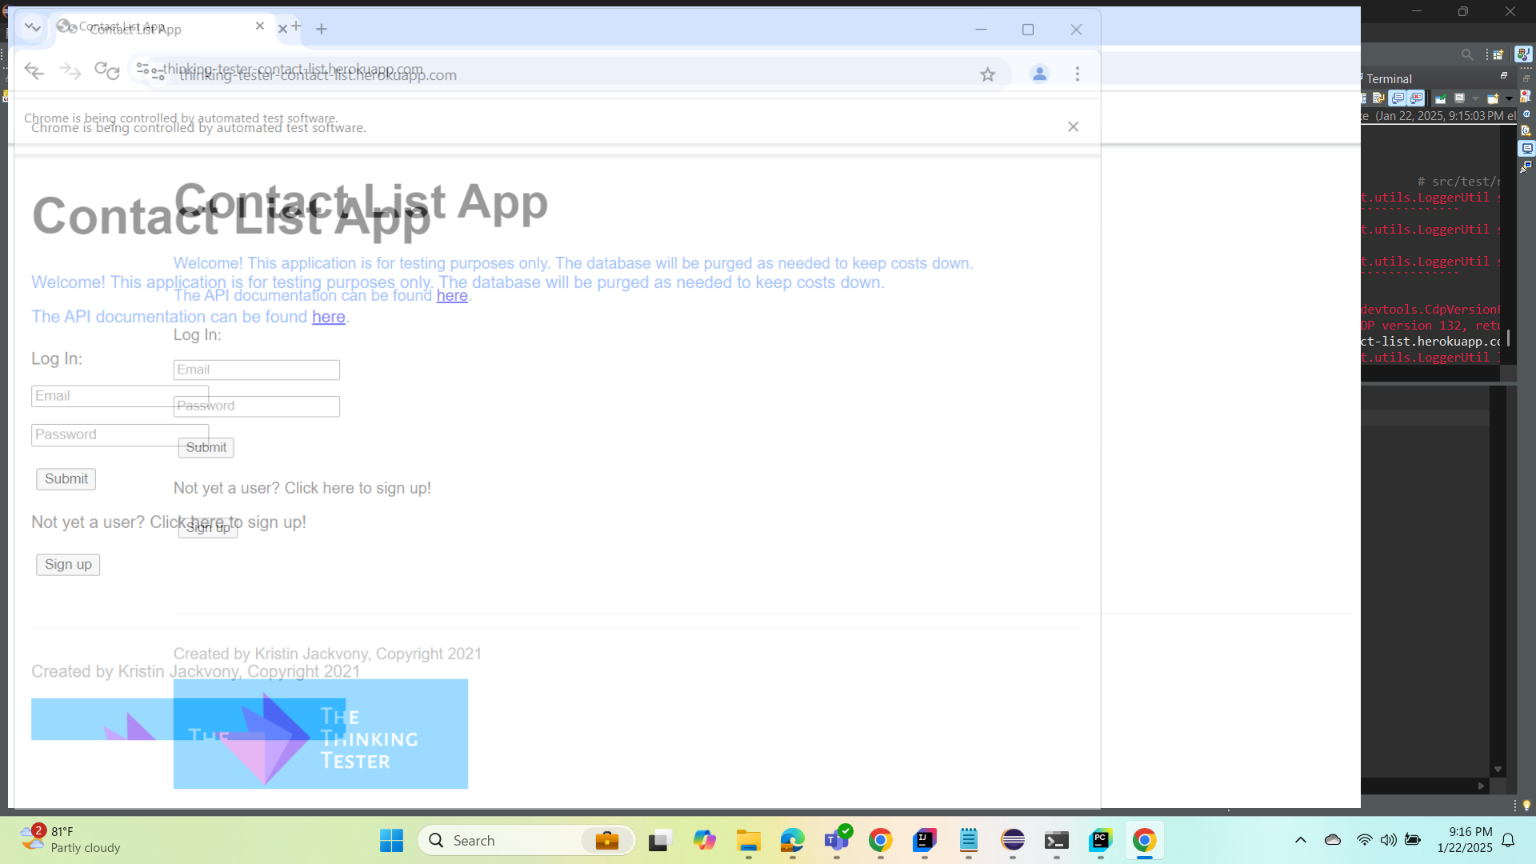 Contact List App
Contact List App
thinking-tester-contact-list.herokuapp.com
thinking-tester-contact-list.herokuapp.com
Chrome is being controlled by automated test software.
Chrome is being controlled by automated test software.
Contact List App
Contact List App
Welcome! This application is for testing purposes only. The database will be purged as needed to keep costs down.
Welcome! This application is for testing purposes only. The database will be purged as needed to keep costs down.
The API documentation can be found here.
The API documentation can be found here.
Log In:
Log In:
Email
Email
Password
Password
Submit
Submit
Not yet a user? Click here to sign up!
Not yet a user? Click here to sign up!
Sign up
Sign up
Created by Kristin Jackvony, Copyright 2021
Created by Kristin Jackvony, Copyright 2021
THE
THE
THINKING
TESTER
Terminal
(Jan 22, 2025, 9:15:03 PM el
# src/test/r
t.utils.LoggerUtil
t.utils.LoggerUtil
t.utils.LoggerUtil
devtools.CdpVersion
DP version 132, retu
ct-list.herokuapp.co
t.utils.LoggerUtil
2
81°F
Partly cloudy
Search
9:16 PM
1/22/2025